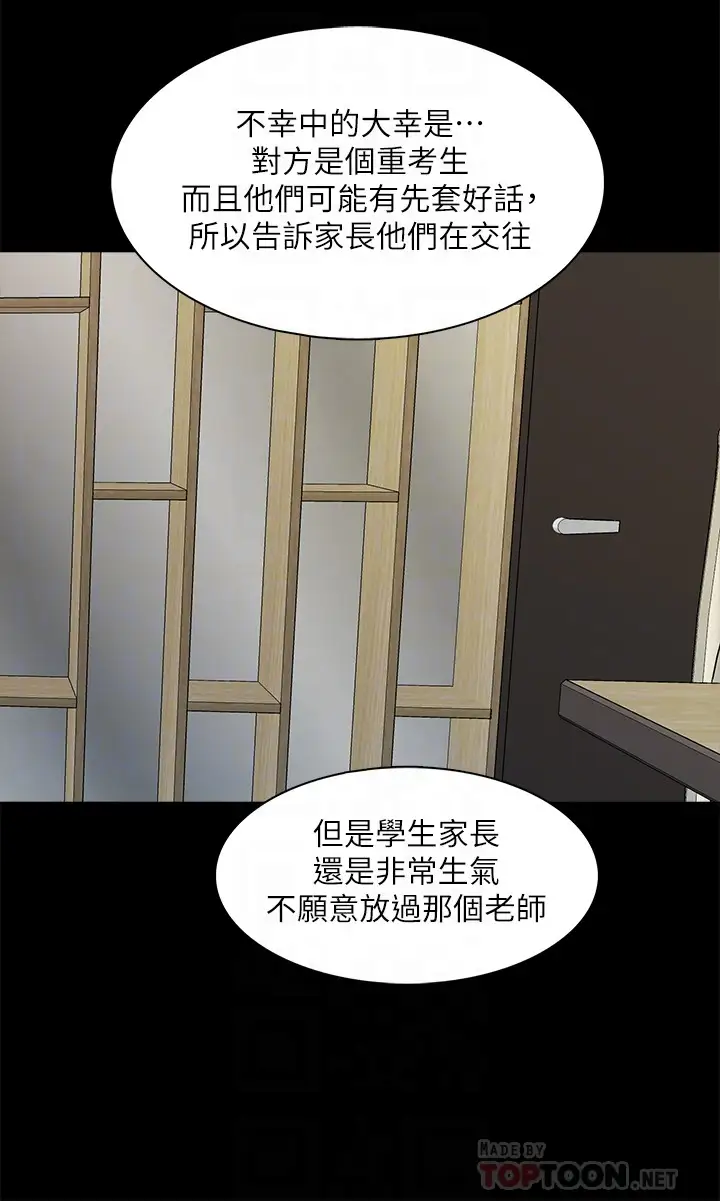 不幸中的大幸是…
對方是個重考生
而且他們可能有先套好話，
所以告訴家長他們在交往
但是學生家長
還是非常生氣
不願意放過那個老師
MADE BY
TOPTOON.NET